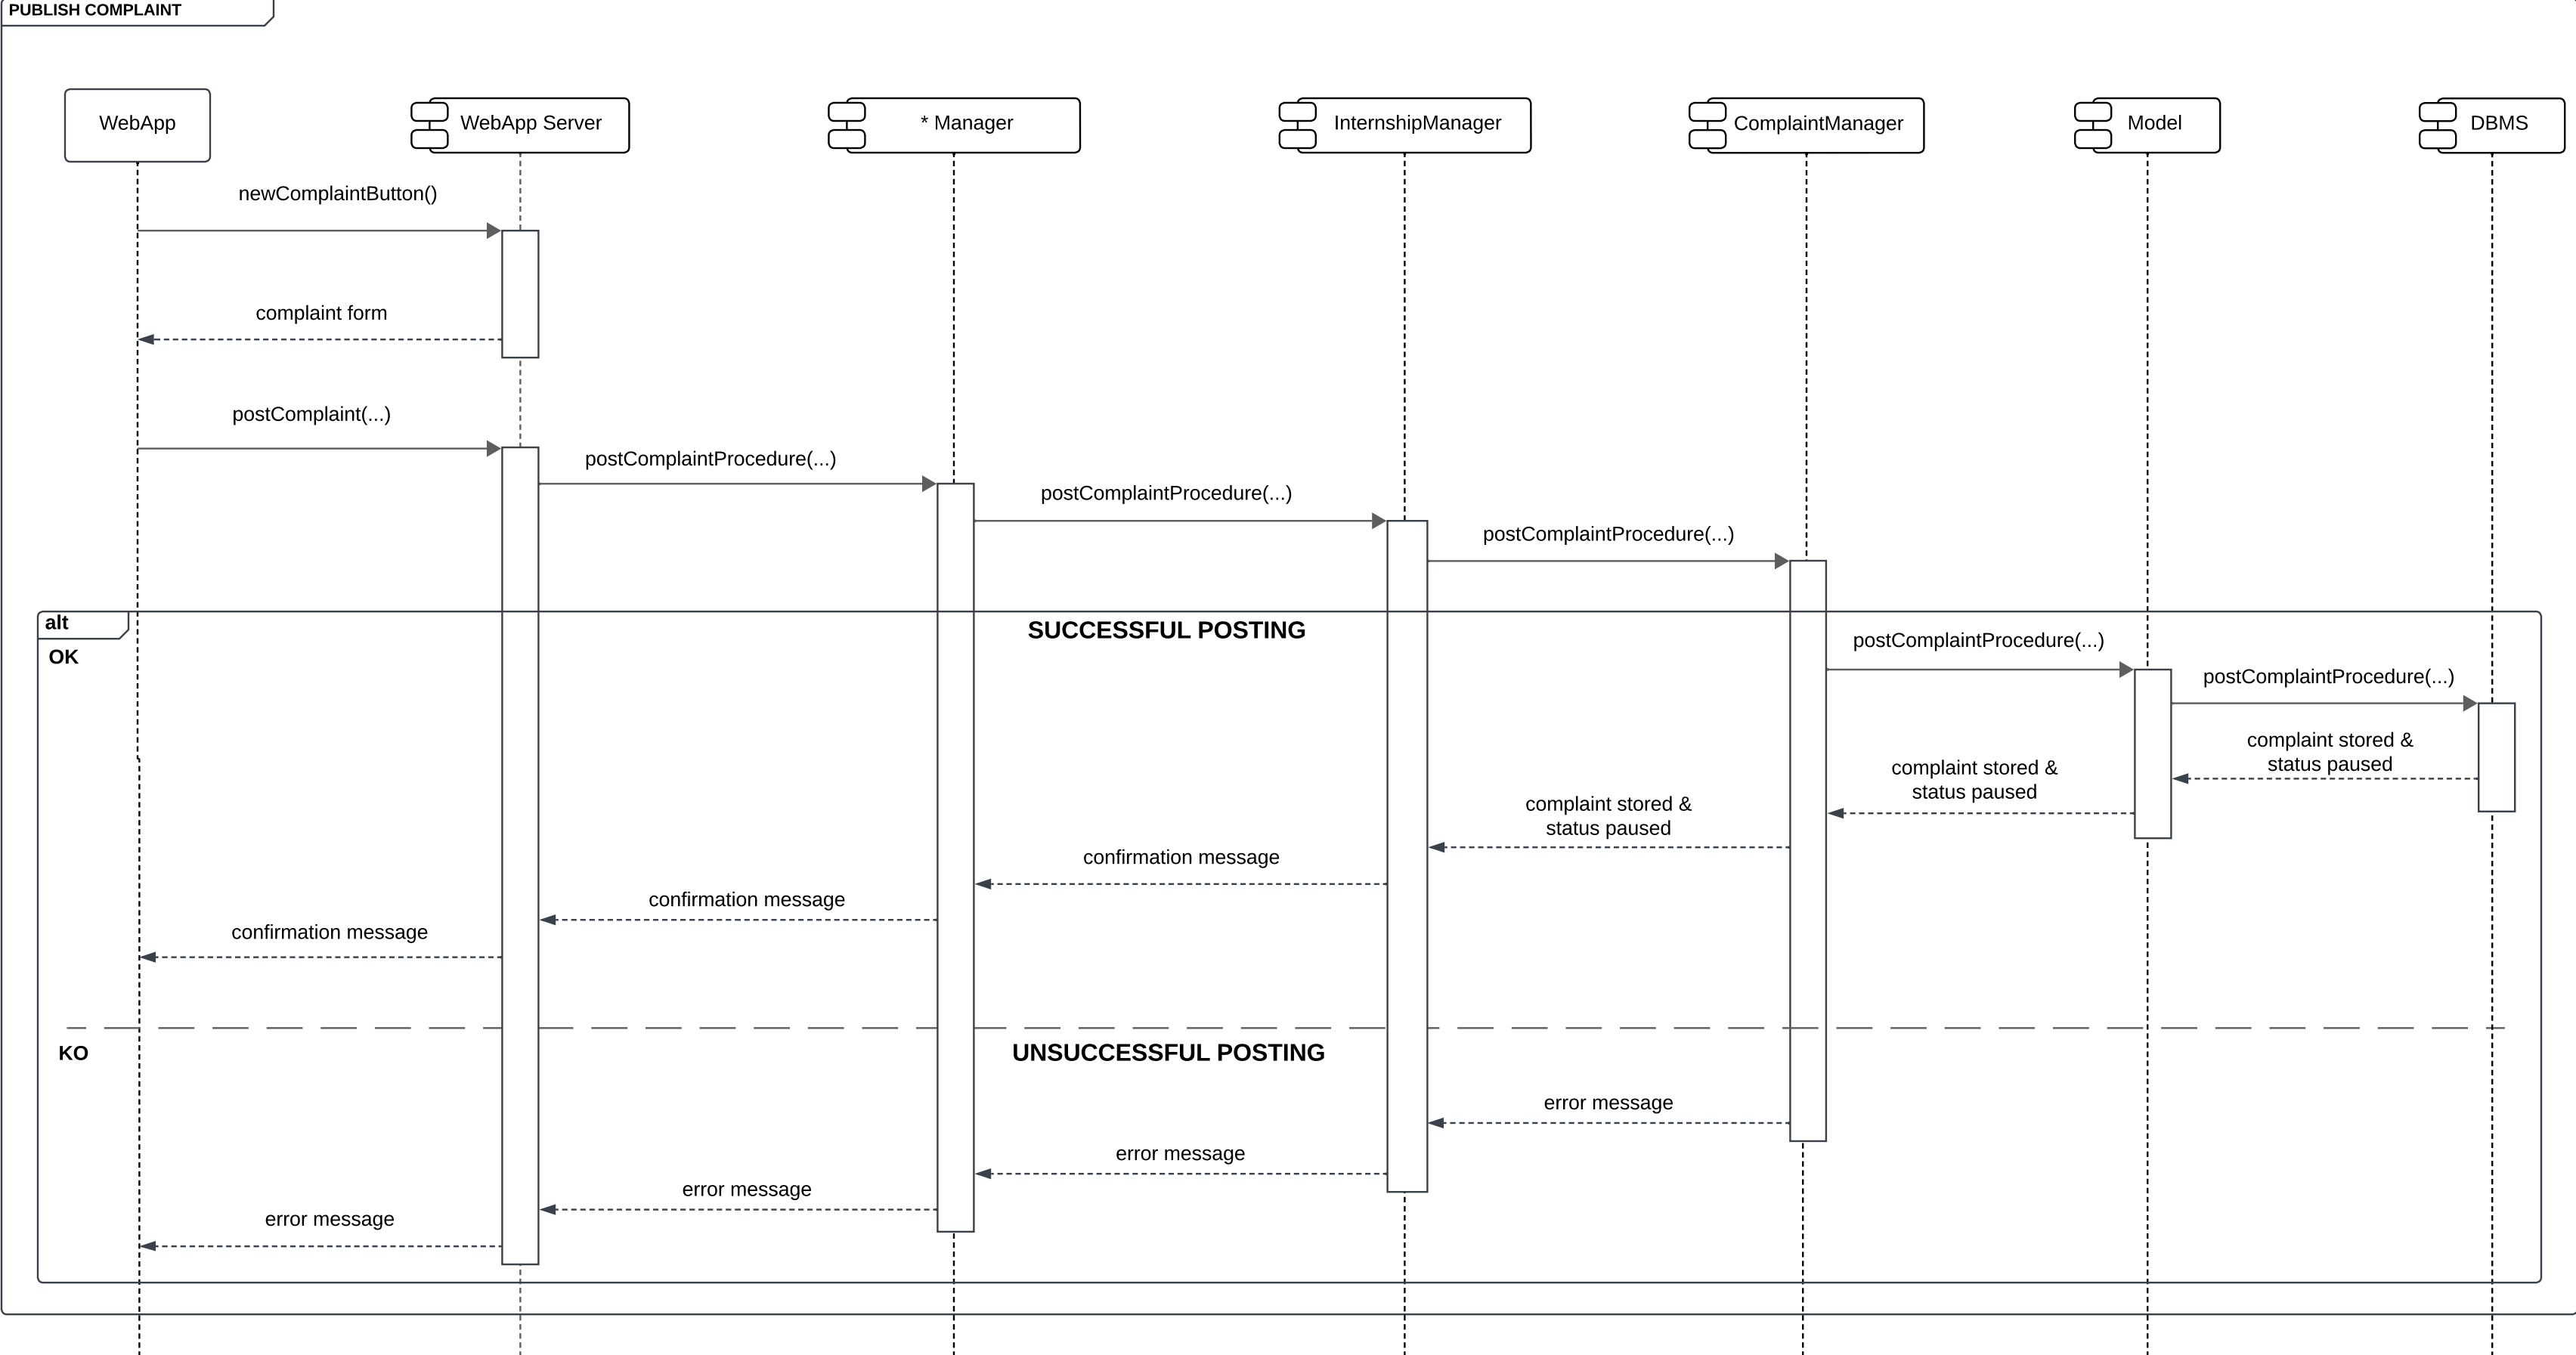 PUBLISH COMPLAINT
WebApp
WebApp Server
* Manager
InternshipManager
ComplaintManager
Model
DBMS
newComplaintButton()
complaint form
postComplaint(...)
postComplaintProcedure(...)
postComplaintProcedure(...)
postComplaintProcedure(...)
alt
SUCCESSFUL POSTING
OK
postComplaintProcedure(...)
postComplaintProcedure(...)
complaint stored &
status paused
complaint stored &
status paused
complaint stored &
status paused
confirmation message
confirmation message
confirmation message
KO
UNSUCCESSFUL POSTING
error message
error message
error message
error message